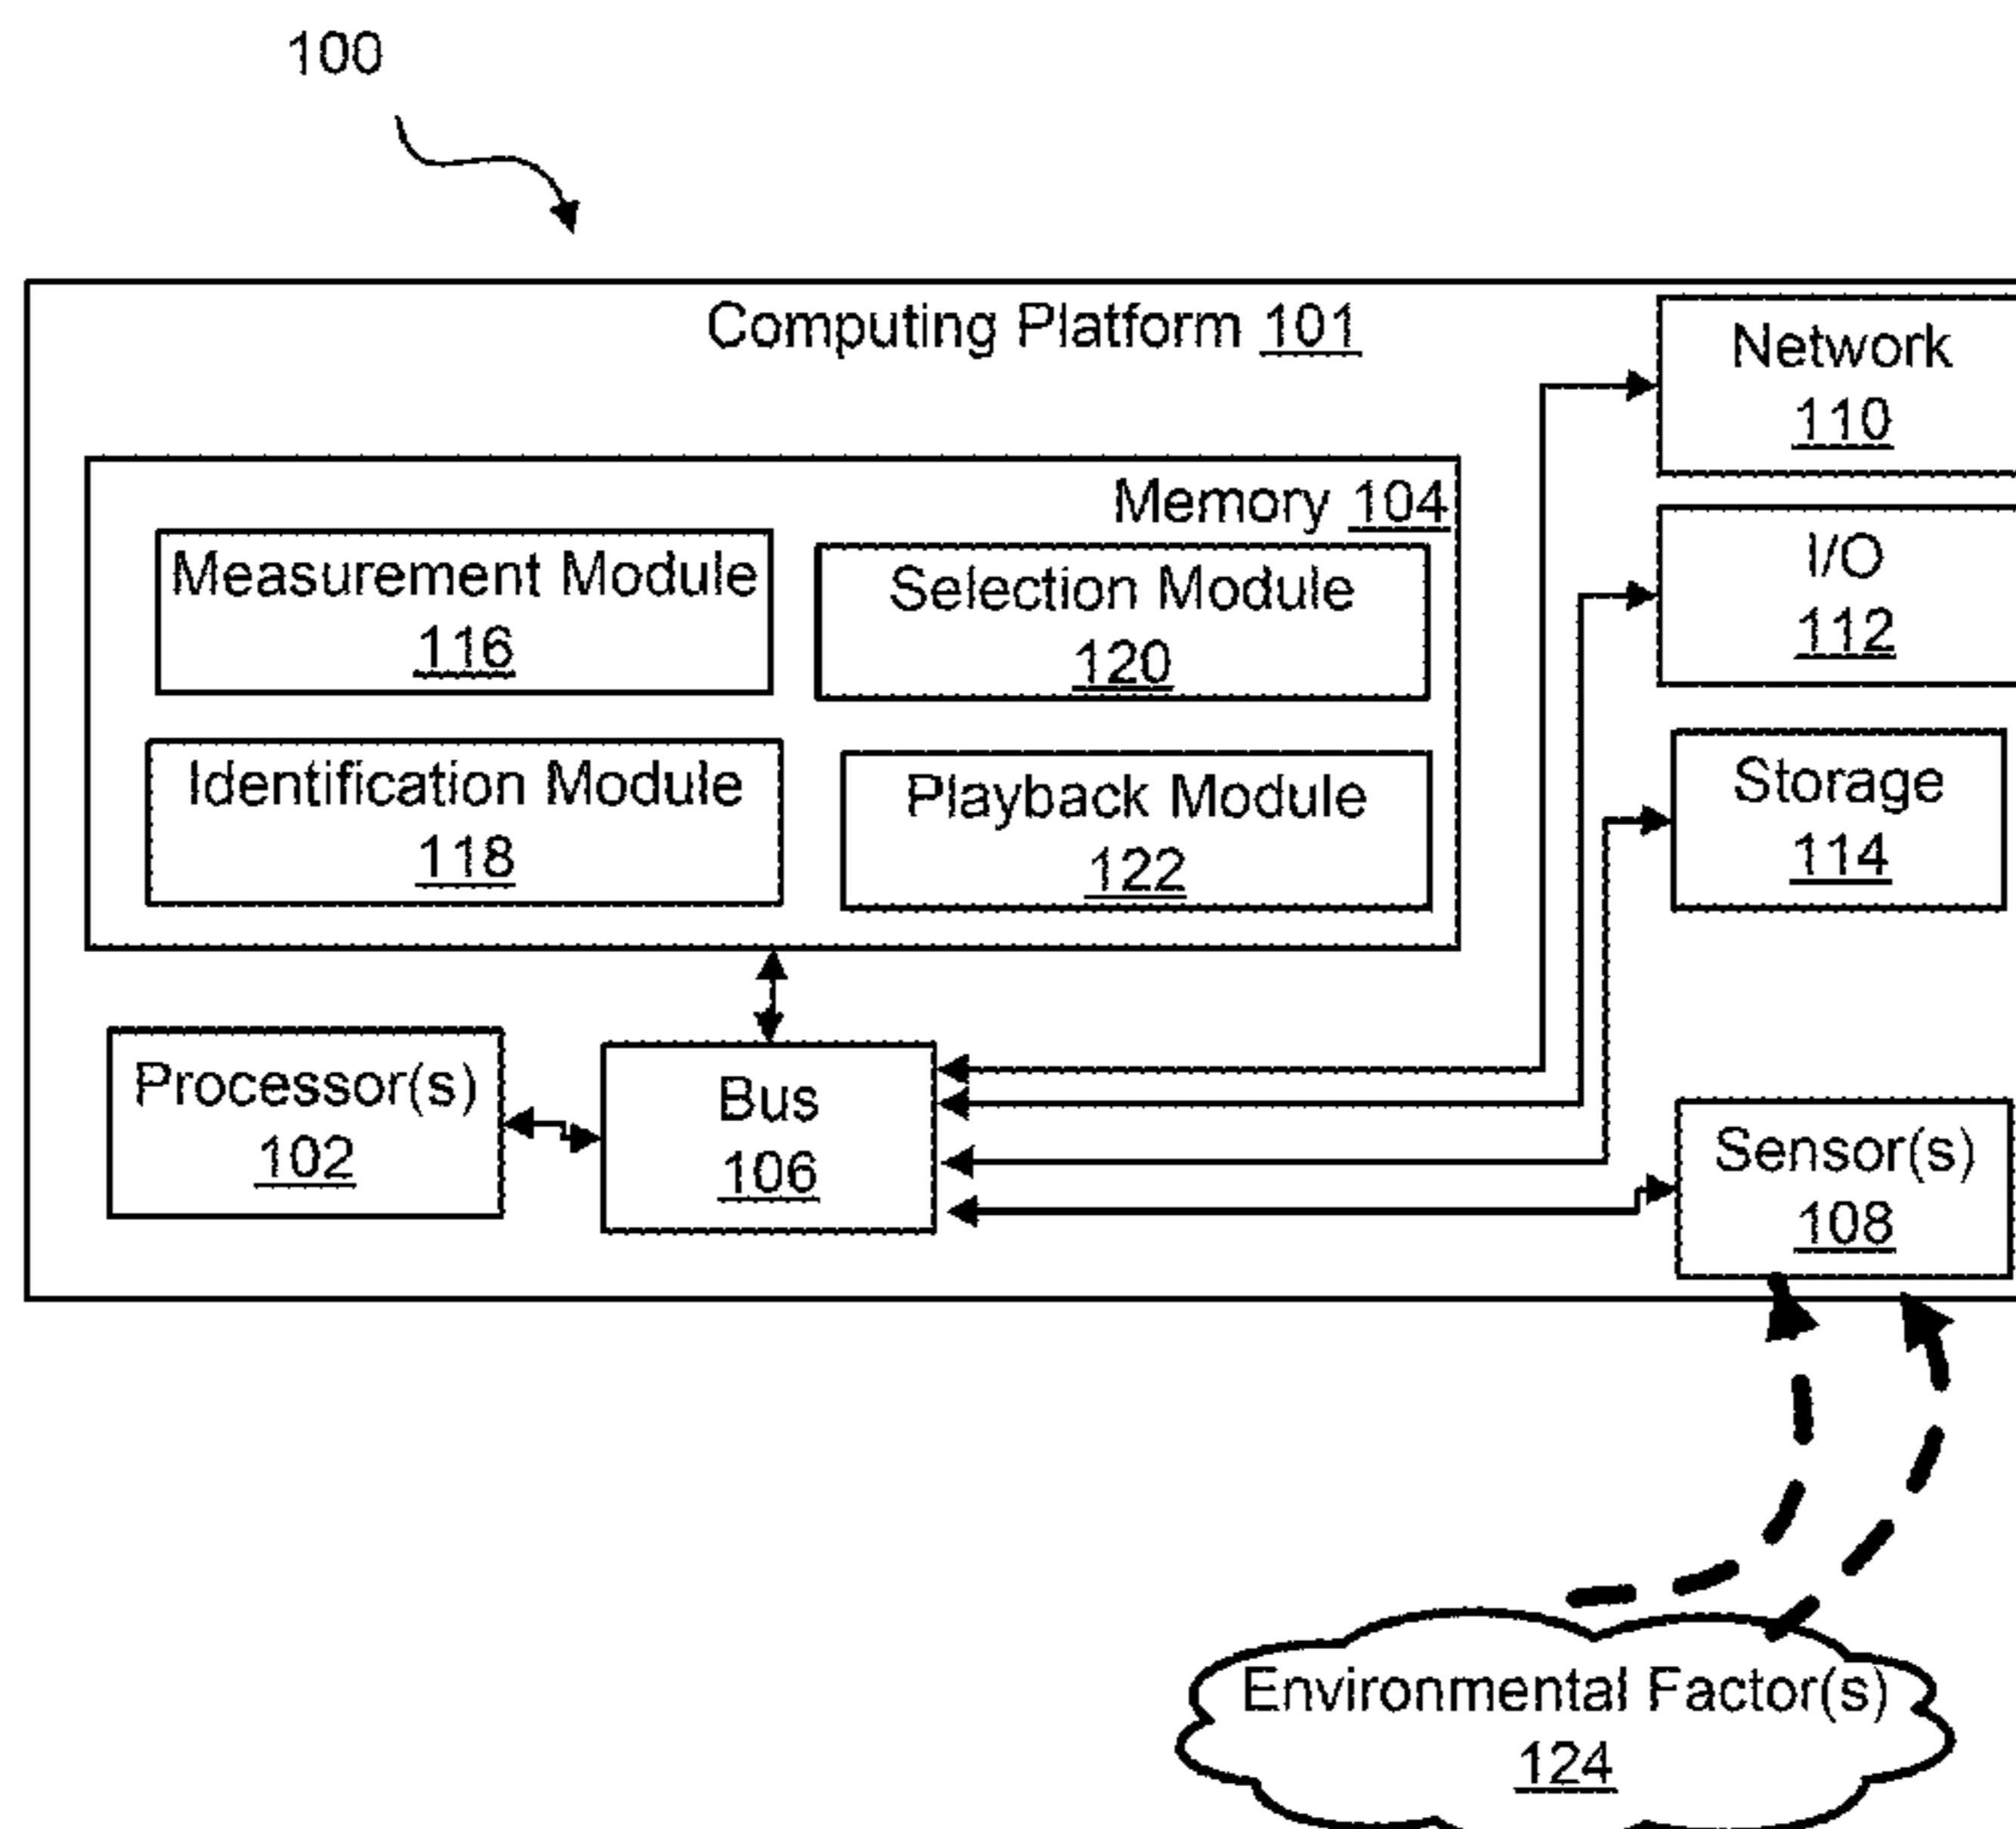 100
Computing Platform 101
Network
110
Memory 104
Measurement Module
116
Selection Module
120
I/O
112
Identification Module
118
Playback Module
122
Storage
114
Processor(s)
102
Bus
106
Sensor(s)
108
Environmental Factor(s)
124